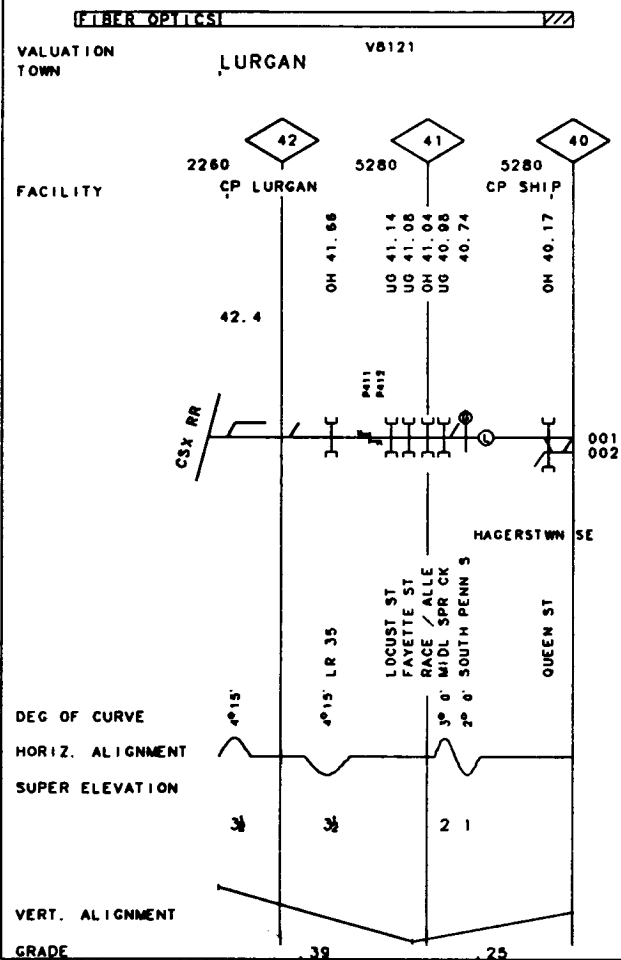 FIBER OPTICS
VALUATION V8121
TOWN LURGAN
42 41 40
2260 5280 5280
FACILITY CP LURGAN CP SHIP
OH 41.66
UG 41.14
UG 41.08
OH 41.04
UG 40.98
40.74
OH 40.17
42.4
P411
P412
CSX RR
L
001
002
HAGERSTWN SE
LR 35
LOCUST ST
FAYETTE ST
RACE / ALLE
MIDL SPR CK
SOUTH PENN S
QUEEN ST
DEG OF CURVE 4°15' 4°15' 3° 0' 2° 0'
HORIZ. ALIGNMENT
SUPER ELEVATION
3½ 3½ 2 1
VERT. ALIGNMENT
GRADE .39 .25